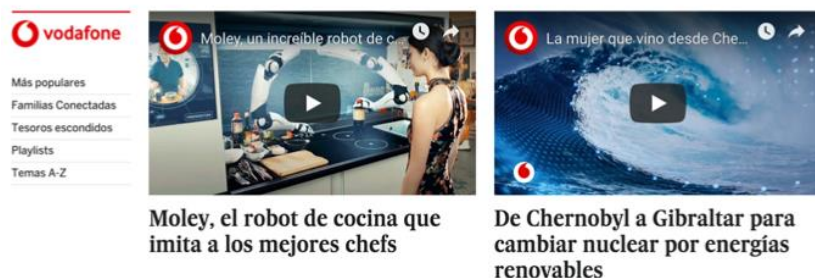 vodafone
Más populares
Familias Conectadas
Tesoros escondidos
Playlists
Temas A-Z
Moley, un increíble robot de c...
Moley, el robot de cocina que
imita a los mejores chefs
La mujer que vino desde Che...
De Chernobyl a Gibraltar para
cambiar nuclear por energías
renovables